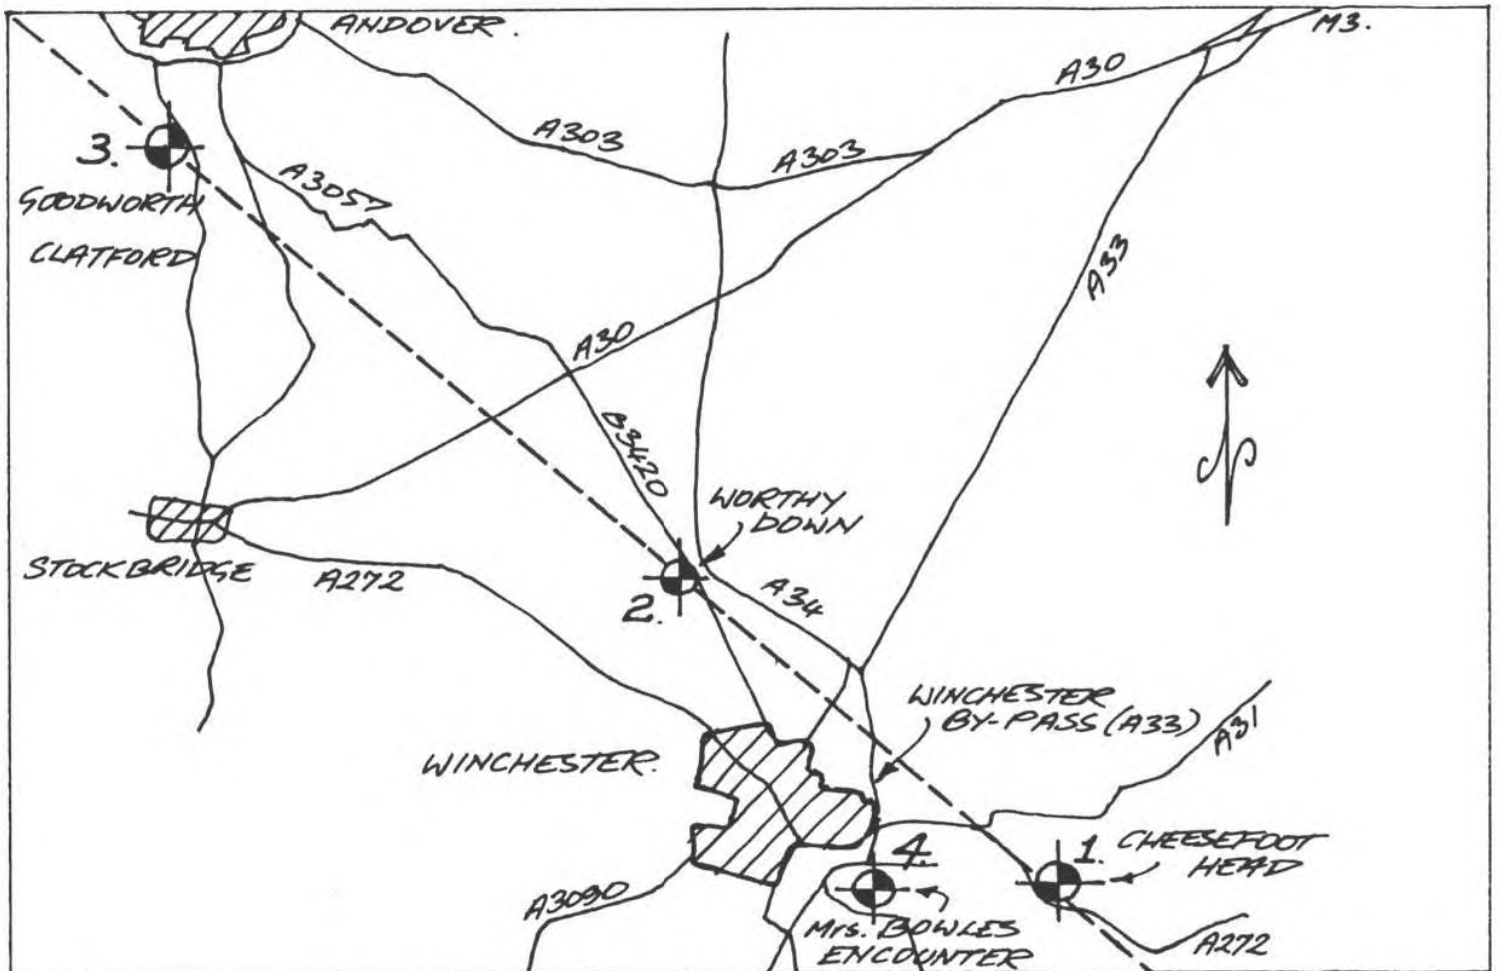 ANDOVER.
M3.
A30
A303
A303
3.
A3057
GOODWORTH
CLATFORD
A33
A30
B3420
WORTHY
DOWN
STOCKBRIDGE
A272
2.
A34
WINCHESTER
BY-PASS (A33)
A31
WINCHESTER.
4.
1.
CHEESEFOOT
HEAD
A3090
Mrs. BOWLES
ENCOUNTER
A272